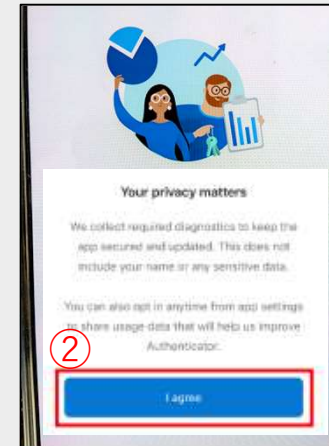 Your privacy matters
We collect required diagnostics to keep the
app secured and updated. This does not
include your name or any sensitive data.
You can also opt in anytime from app settings
to share usage data that will help us improve
Authenticator.
②
I agree